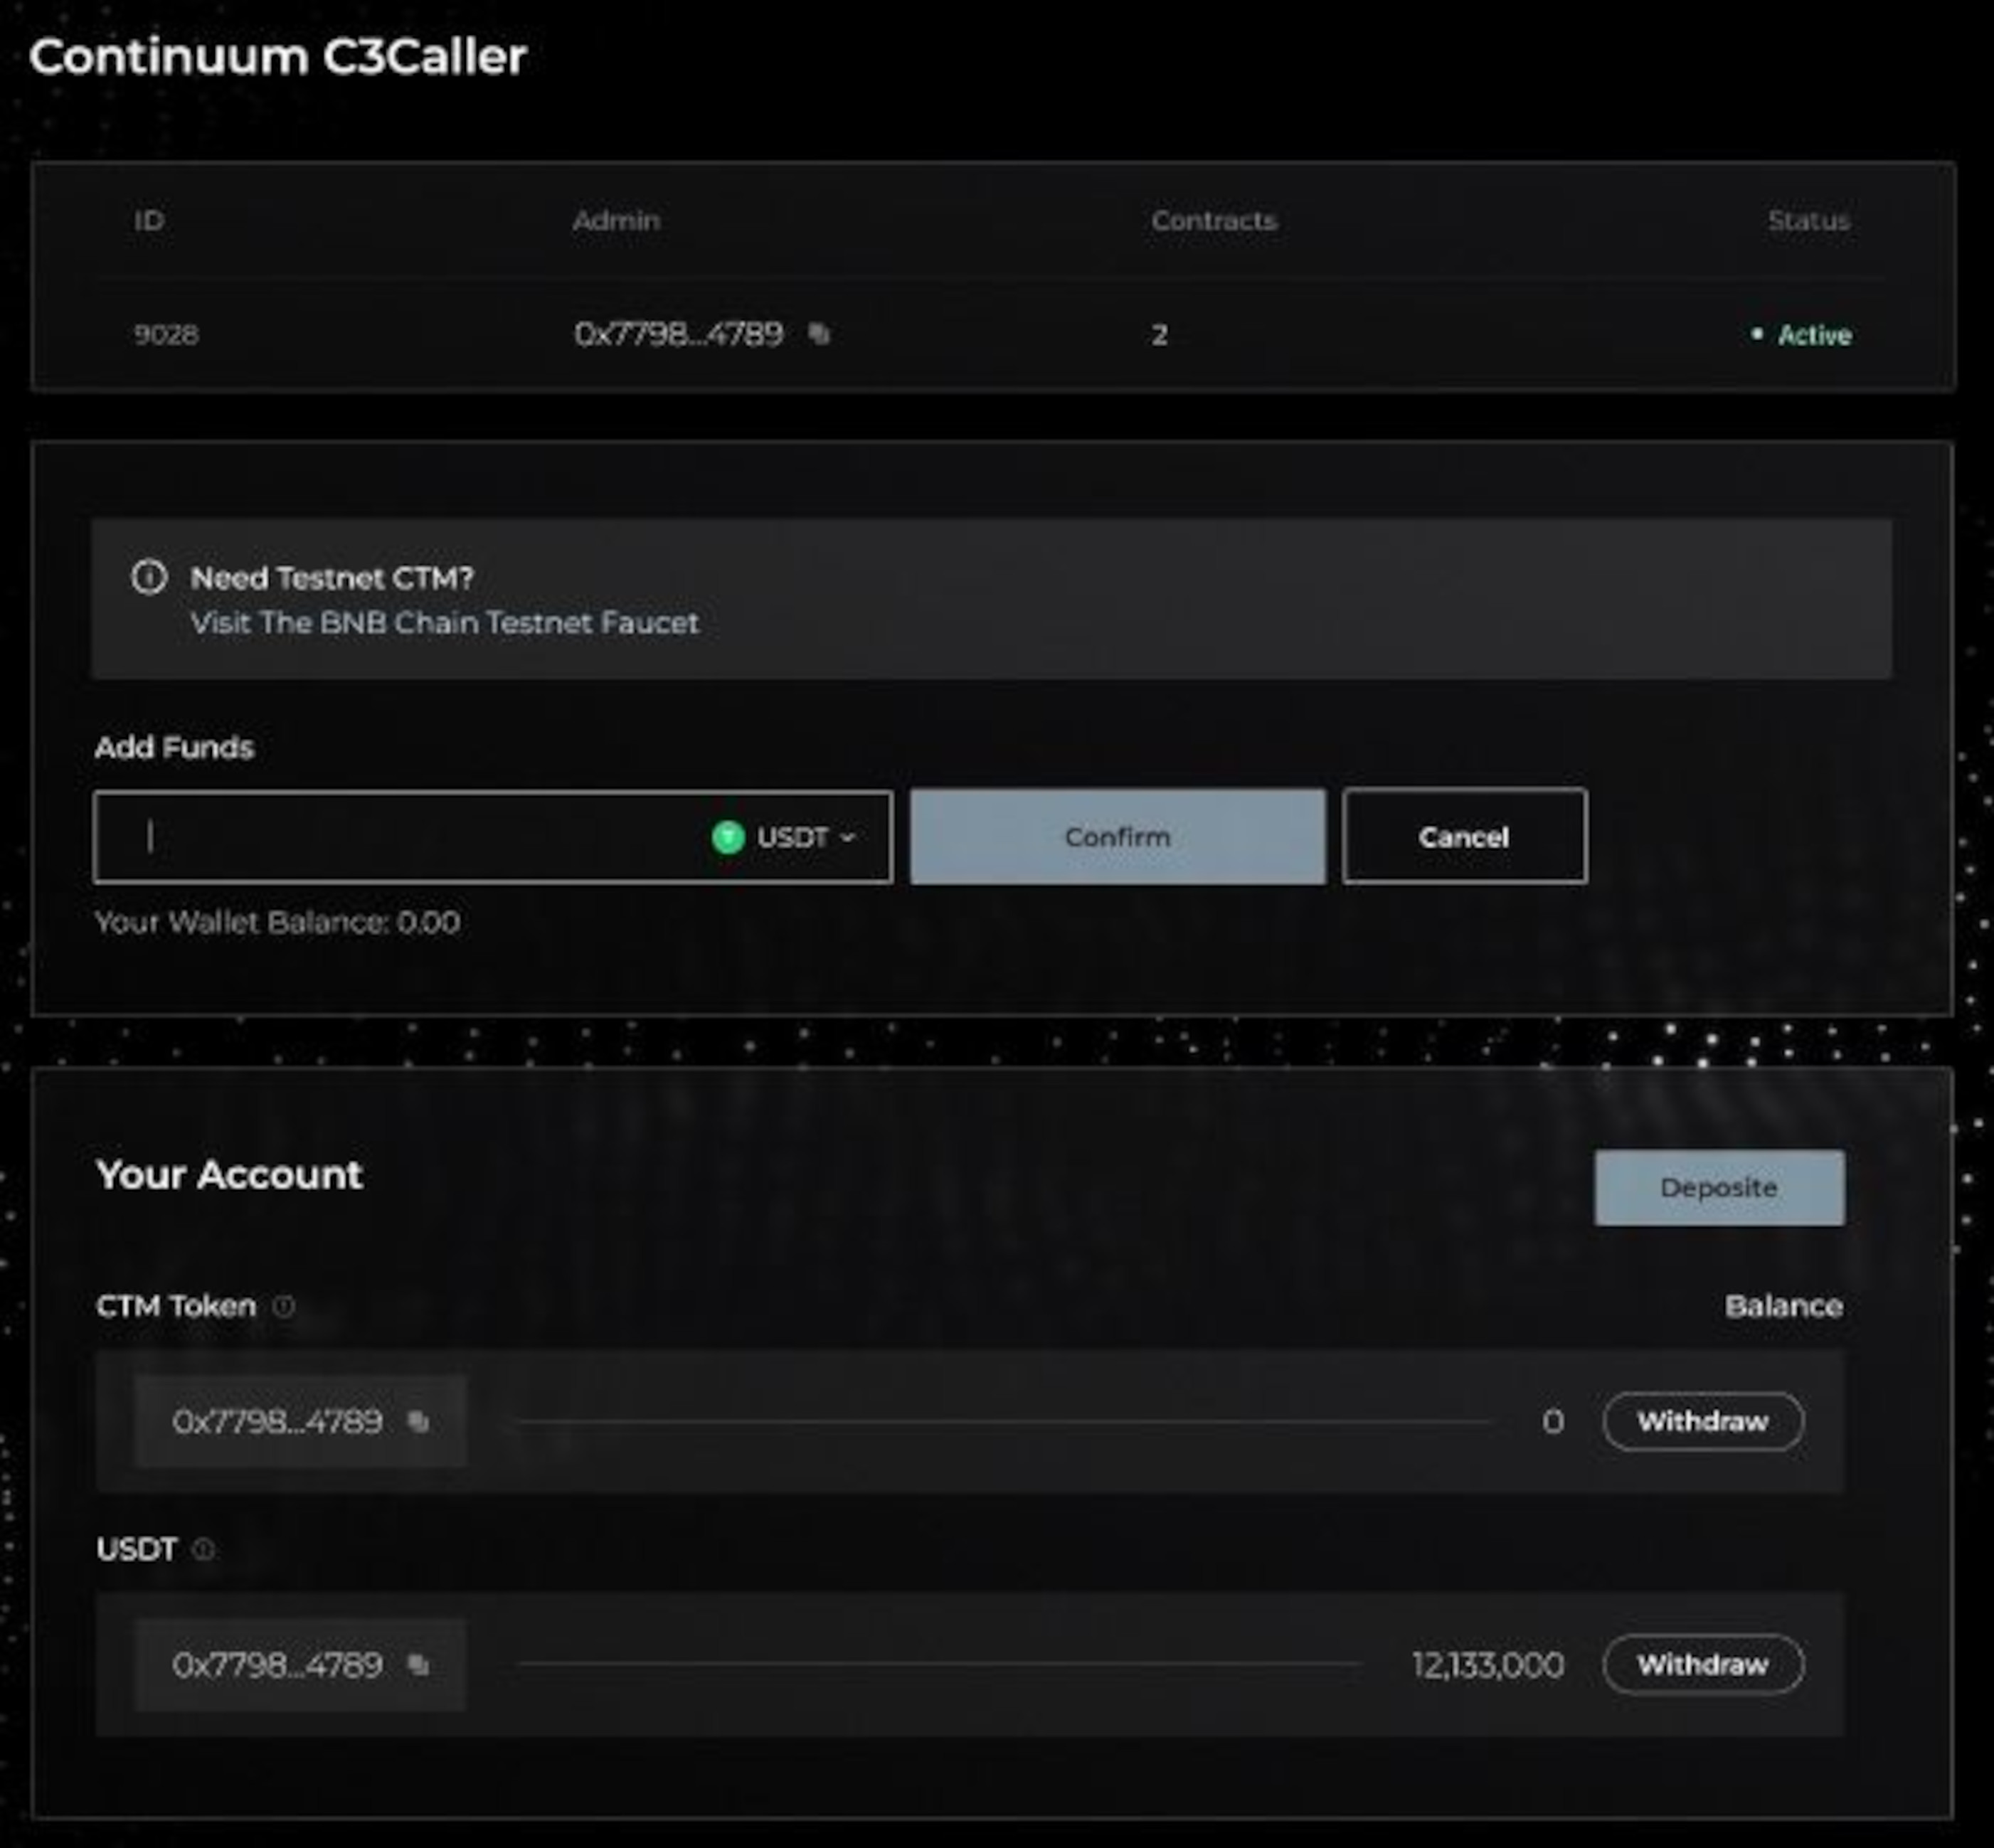 Continuum C3Caller
ID Admin Contracts Status
9028 0x7798...4789 2 Active
Need Testnet CTM?
Visit The BNB Chain Testnet Faucet
Add Funds
USDT Confirm Cancel
Your Wallet Balance: 0.00
Your Account Deposite
CTM Token Balance
0x7798...4789 0 Withdraw
USDT
0x7798...4789 12,133,000 Withdraw